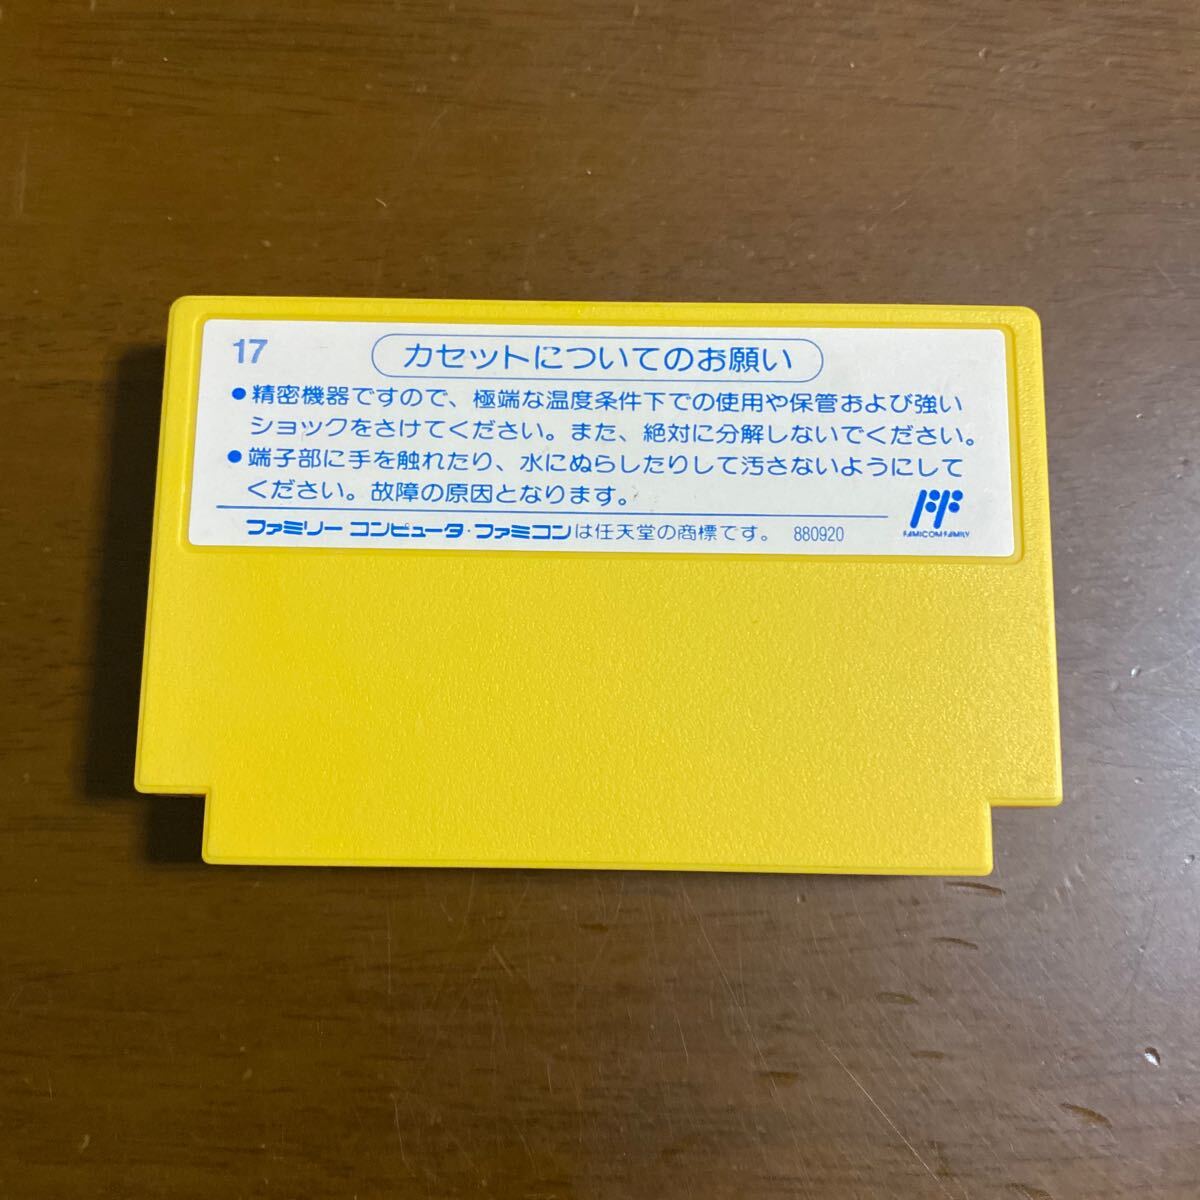 17
カセットについてのお願い
●精密機器ですので、極端な温度条件下での使用や保管および強い
ショックをさけてください。また、絶対に分解しないでください。
●端子部に手を触れたり、水にぬらしたりして汚さないようにして
ください。故障の原因となります。
ファミリー コンピュータ・ファミコンは任天堂の商標です。 880920
FF
FAMICOM FAMILY